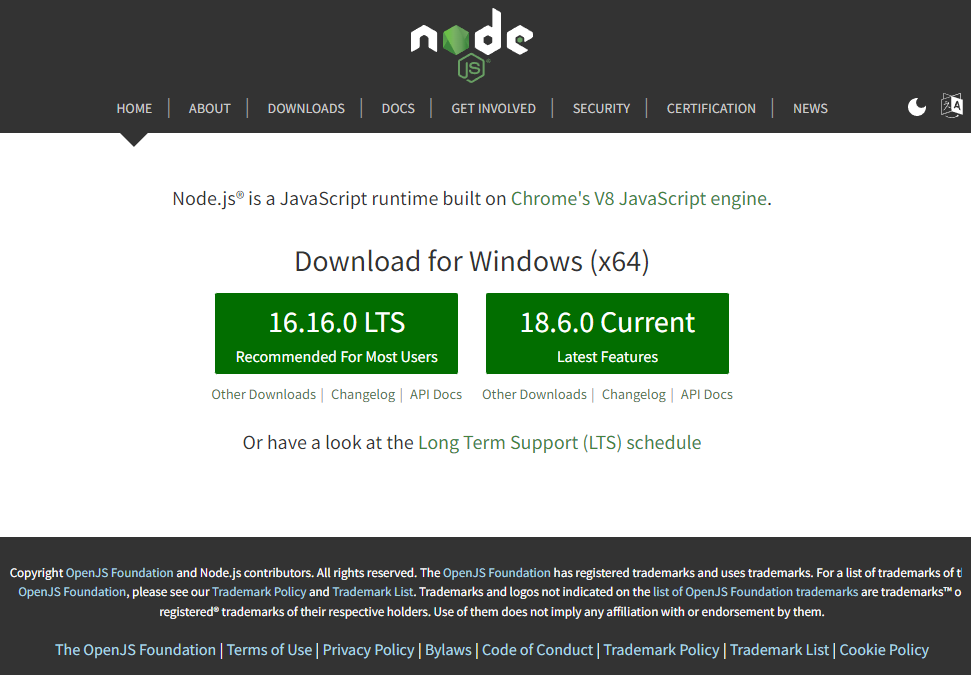 node
JS
HOME | ABOUT | DOWNLOADS | DOCS | GET INVOLVED | SECURITY | CERTIFICATION | NEWS
Node.js® is a JavaScript runtime built on Chrome's V8 JavaScript engine.
Download for Windows (x64)
16.16.0 LTS
Recommended For Most Users
18.6.0 Current
Latest Features
Other Downloads | Changelog | API Docs
Other Downloads | Changelog | API Docs
Or have a look at the Long Term Support (LTS) schedule
Copyright OpenJS Foundation and Node.js contributors. All rights reserved. The OpenJS Foundation has registered trademarks and uses trademarks. For a list of trademarks of
OpenJS Foundation, please see our Trademark Policy and Trademark List. Trademarks and logos not indicated on the list of OpenJS Foundation trademarks are trademarks™
registered® trademarks of their respective holders. Use of them does not imply any affiliation with or endorsement by them.
The OpenJS Foundation | Terms of Use | Privacy Policy | Bylaws | Code of Conduct | Trademark Policy | Trademark List | Cookie Policy